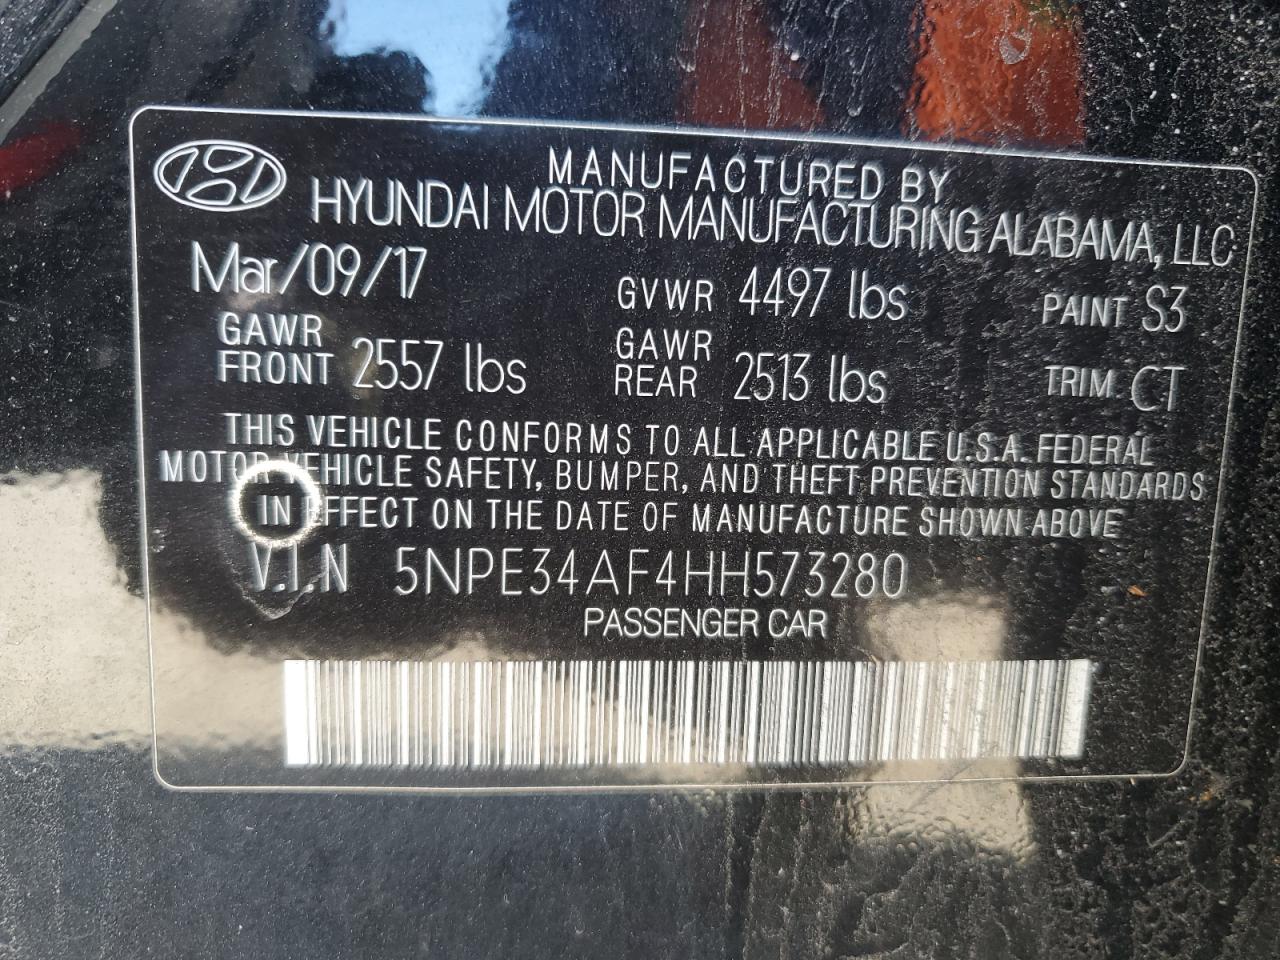 MANUFACTURED BY
HYUNDAI MOTOR MANUFACTURING ALABAMA, LLC
Mar/09/17 GVWR 4497 lbs PAINT S3
GAWR FRONT 2557 lbs GAWR REAR 2513 lbs TRIM CT
THIS VEHICLE CONFORMS TO ALL APPLICABLE U.S.A. FEDERAL
MOTOR VEHICLE SAFETY, BUMPER, AND THEFT PREVENTION STANDARDS
IN EFFECT ON THE DATE OF MANUFACTURE SHOWN ABOVE
V.I.N 5NPE34AF4HH573280
PASSENGER CAR